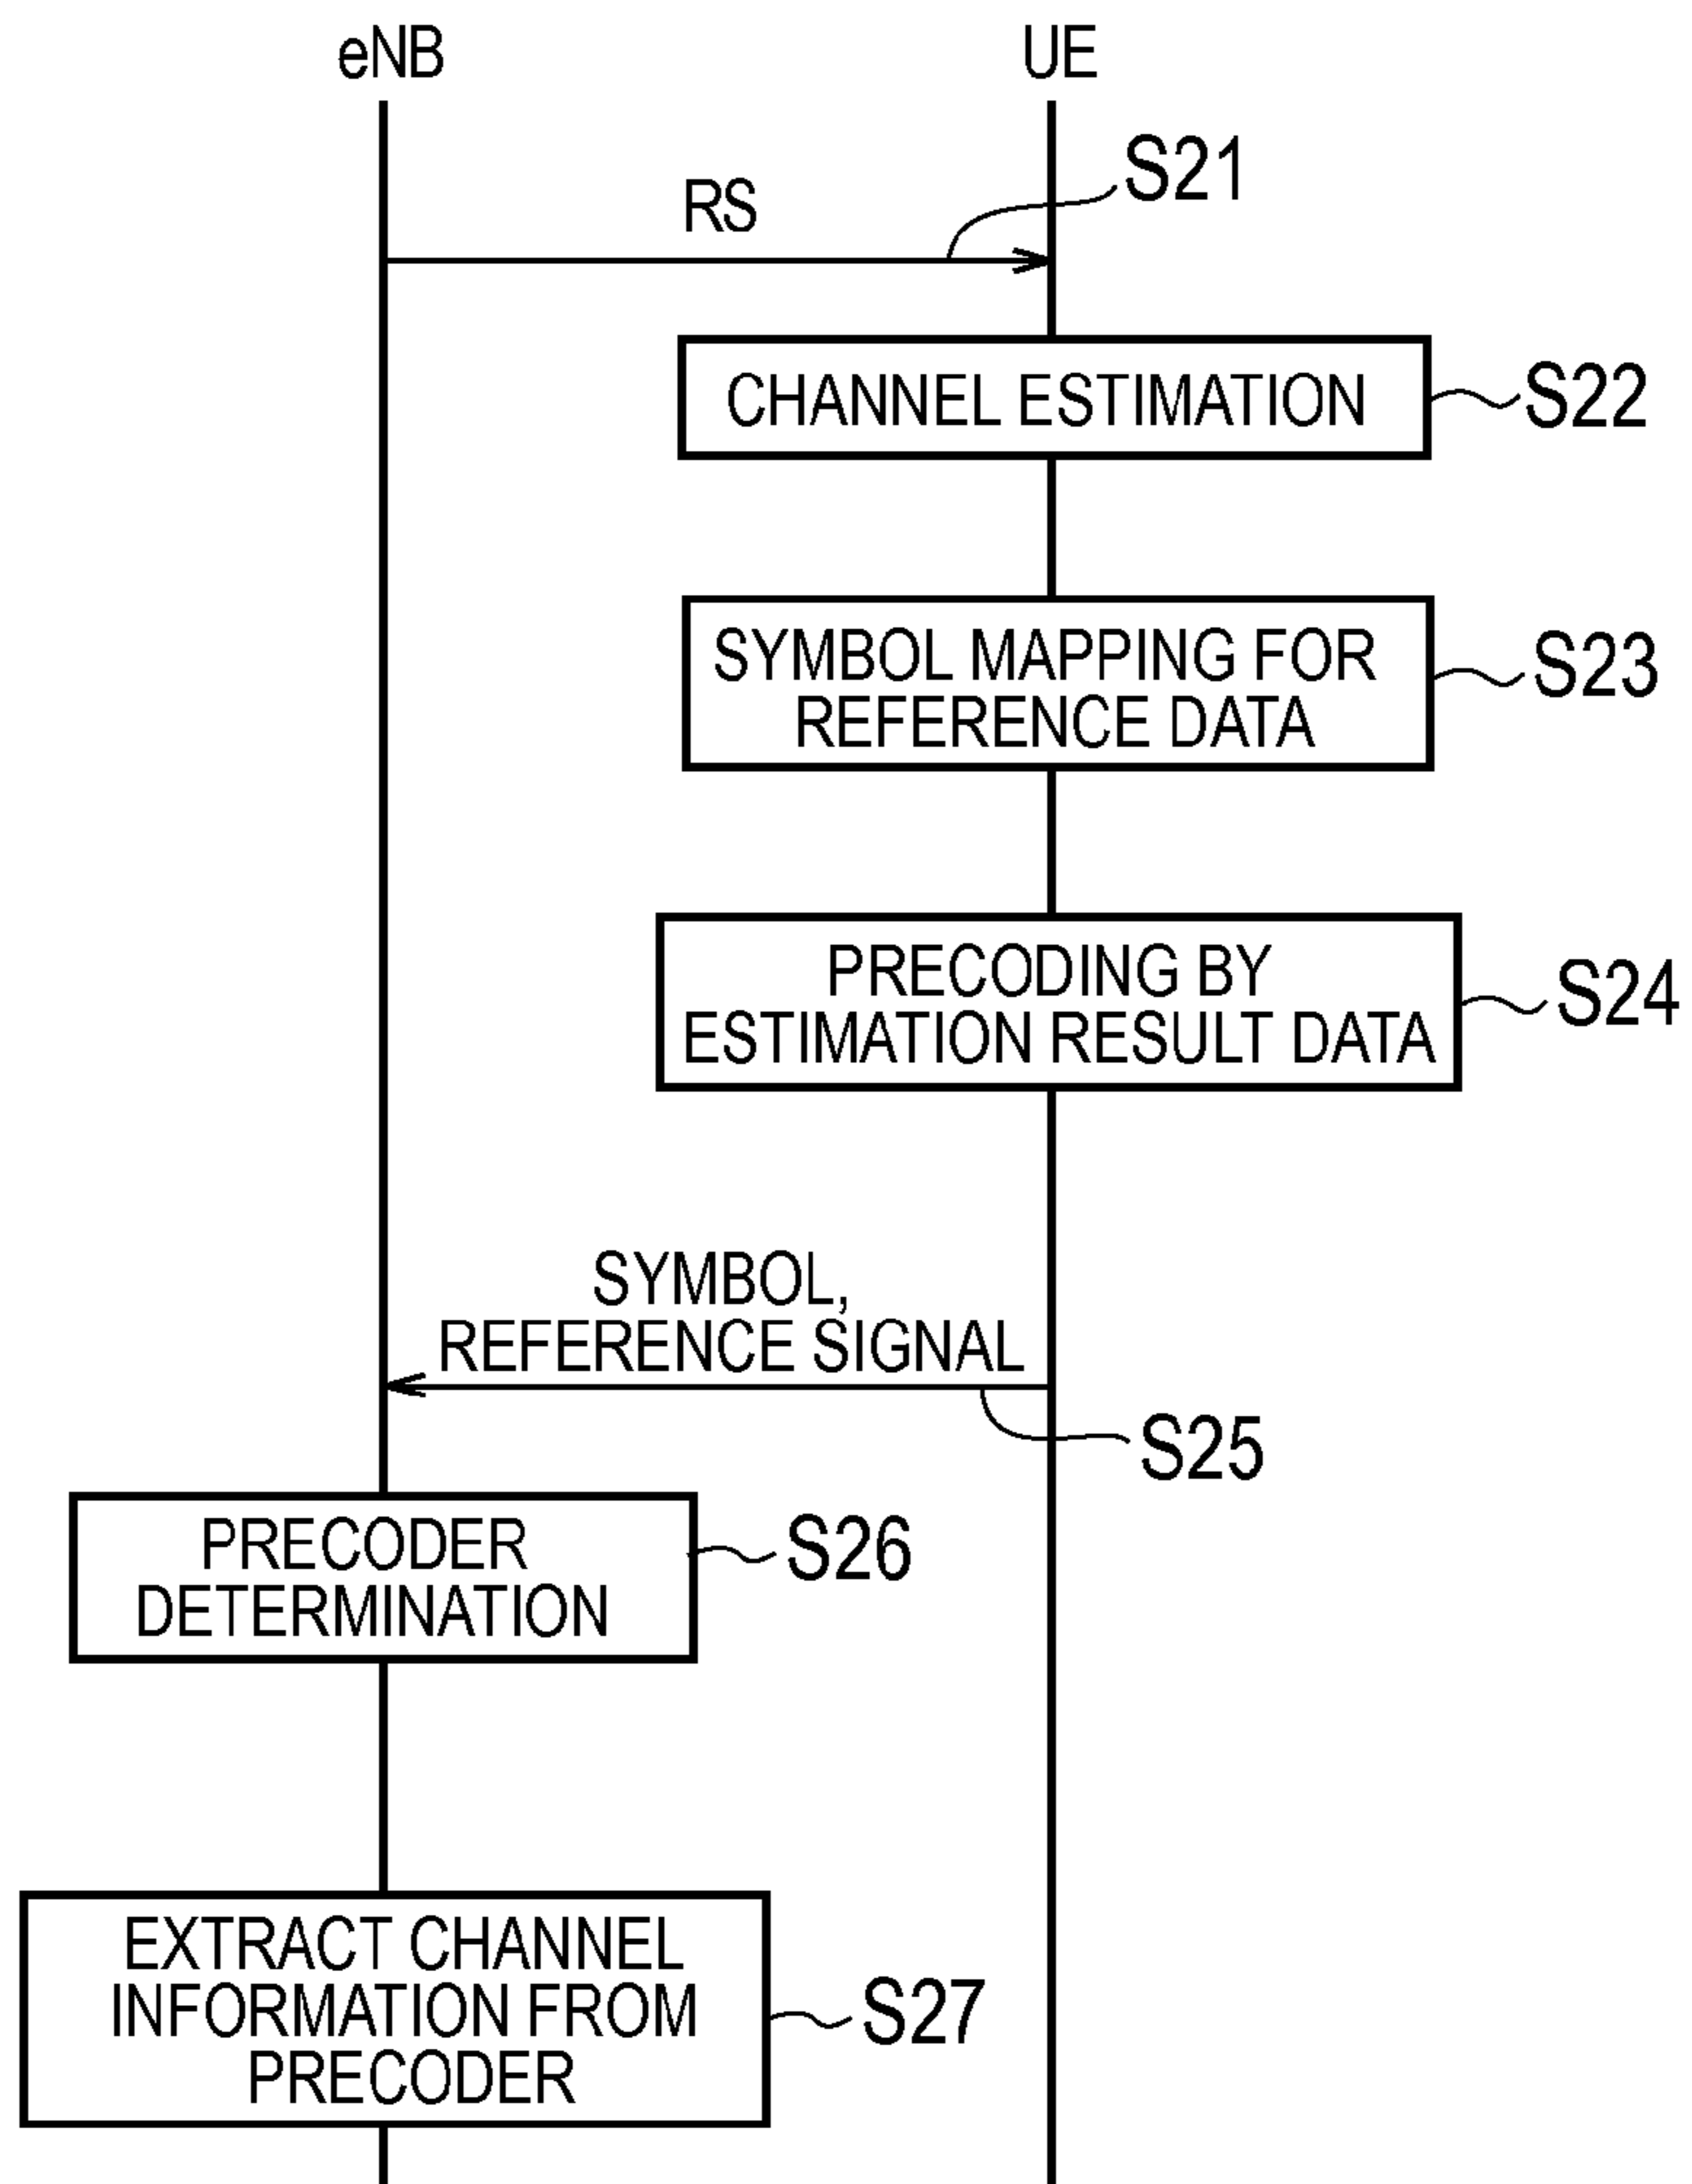 eNB
UE
RS
S21
CHANNEL ESTIMATION
S22
SYMBOL MAPPING FOR
REFERENCE DATA
S23
PRECODING BY
ESTIMATION RESULT DATA
S24
SYMBOL,
REFERENCE SIGNAL
S25
PRECODER
DETERMINATION
S26
EXTRACT CHANNEL
INFORMATION FROM
PRECODER
S27